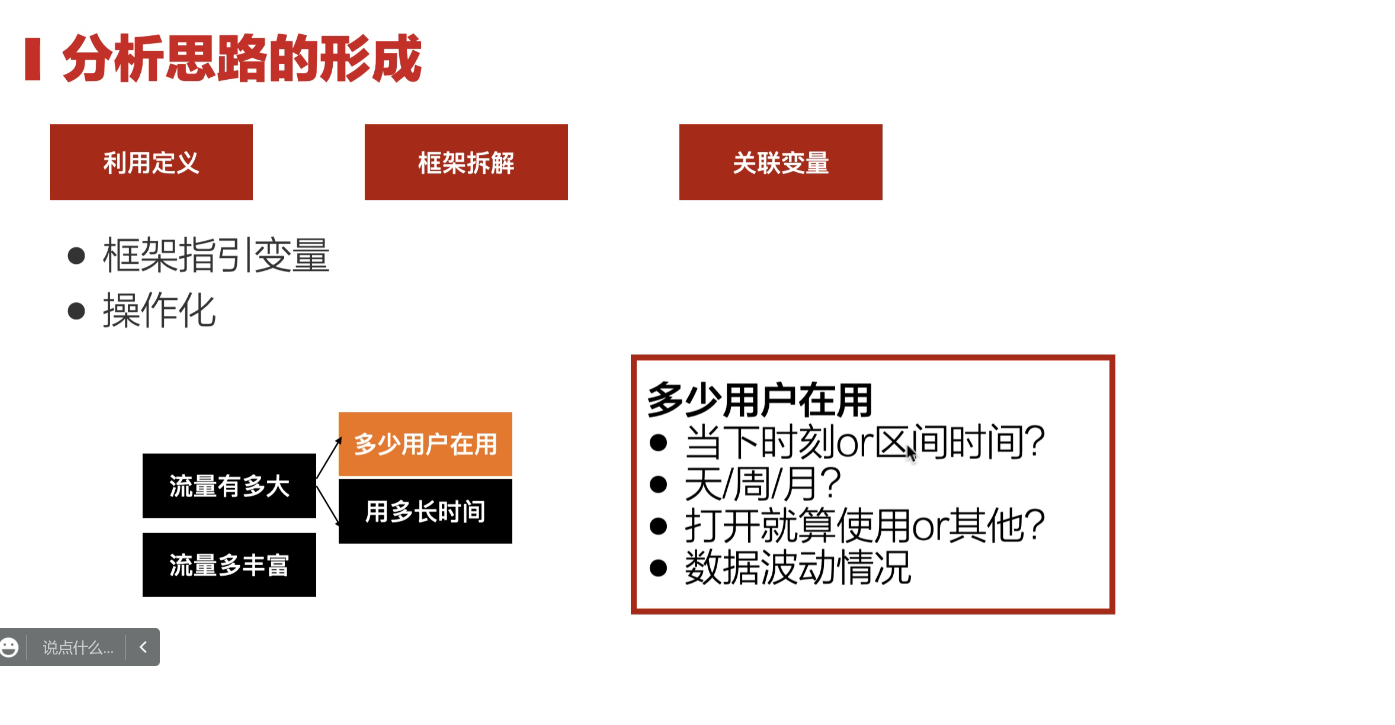 分析思路的形成
利用定义
框架拆解
关联变量
● 框架指引变量
● 操作化
流量有多大
流量多丰富
多少用户在用
用多长时间
多少用户在用
● 当下时刻or区间时间?
● 天/周/月?
● 打开就算使用or其他?
● 数据波动情况
说点什么...